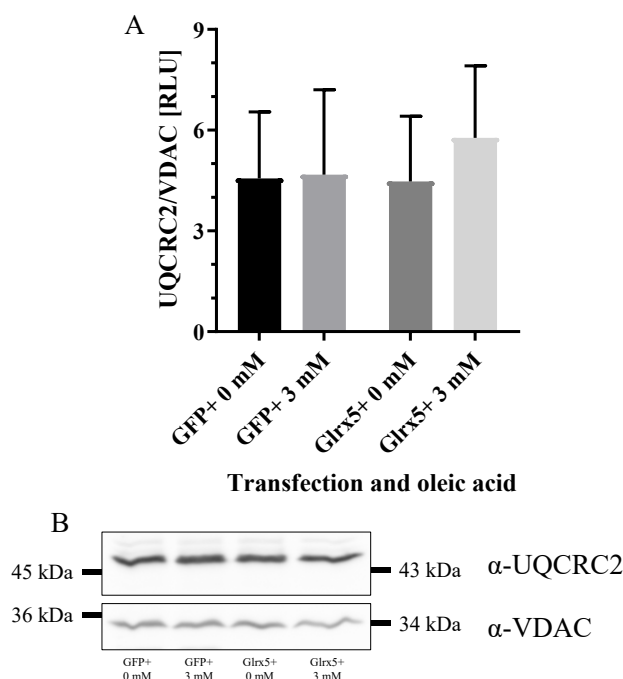 A
UQCRC2/VDAC [RLU]
9
6
3
0
GFP+ 0 mM
GFP+ 3 mM
Glrx5+ 0 mM
Glrx5+ 3 mM
Transfection and oleic acid
B
45 kDa
43 kDa
α-UQCRC2
36 kDa
34 kDa
α-VDAC
GFP+ GFP+ Glrx5+ Glrx5+
0 mM 3 mM 0 mM 3 mM